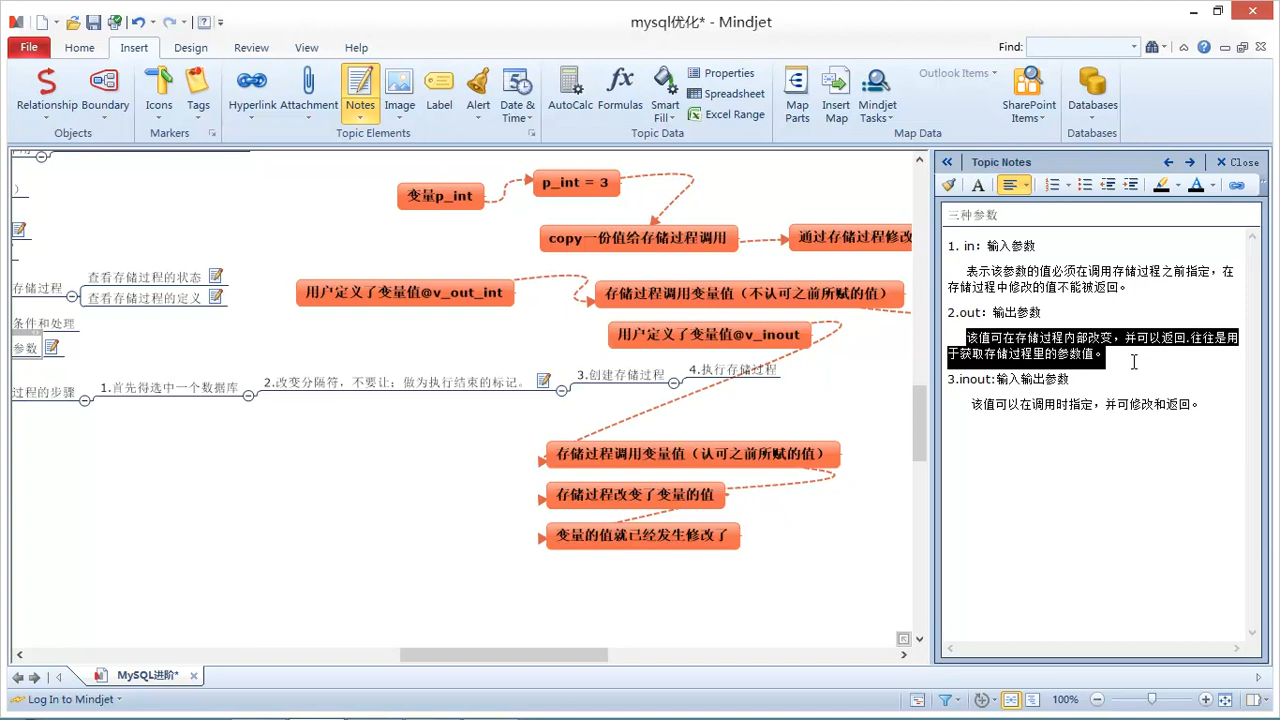 mysql优化* - Mindjet
File Home Insert Design Review View Help Find:
Relationship Boundary Icons Tags Hyperlink Attachment Notes Image Label Alert Date & Time AutoCalc Formulas Smart Fill Properties Spreadsheet Excel Range Map Parts Insert Map Mindjet Tasks Outlook Items SharePoint Items Databases
Objects Markers Topic Elements Topic Data Map Data Databases
变量p_int
p_int = 3
copy一份值给存储过程调用
通过存储过程修改
存储过程
查看存储过程的状态
查看存储过程的定义
用户定义了变量值@v_out_int
存储过程调用变量值（不认可之前所赋的值）
条件和处理
用户定义了变量值@v_inout
参数
过程的步骤
1.首先得选中一个数据库
2.改变分隔符，不要让；做为执行结束的标记。
3.创建存储过程
4.执行存储过程
存储过程调用变量值（认可之前所赋的值）
存储过程改变了变量的值
变量的值就已经发生修改了
Topic Notes Close
三种参数
1. in：输入参数
表示该参数的值必须在调用存储过程之前指定，在
存储过程中修改的值不能被返回。
2.out：输出参数
该值可在存储过程内部改变，并可以返回.往往是用
于获取存储过程里的参数值。
3.inout:输入输出参数
该值可以在调用时指定，并可修改和返回。
MySQL进阶*
Log In to Mindjet
100%